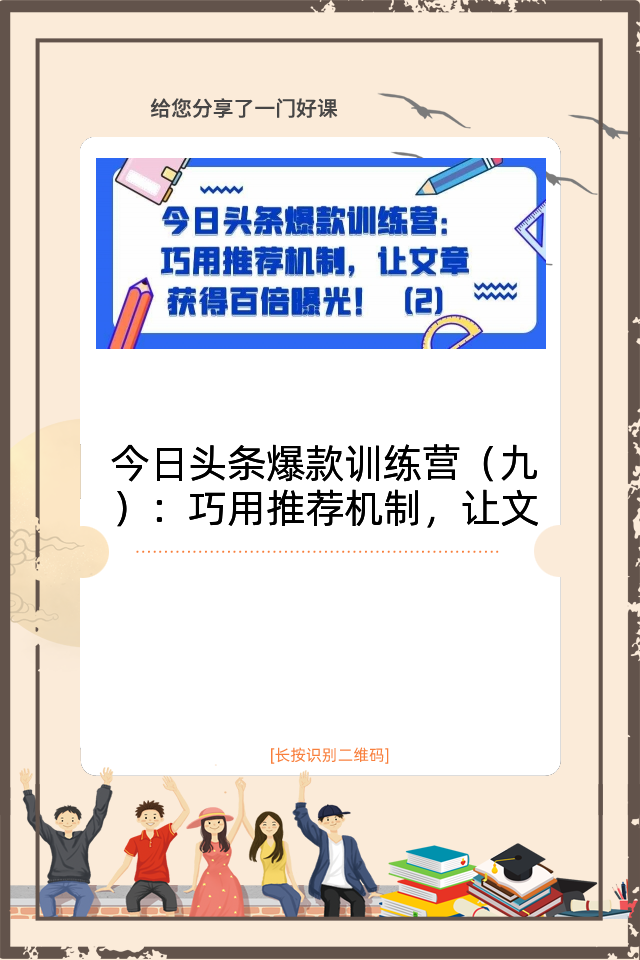 给您分享了一门好课
今日头条爆款训练营：
巧用推荐机制，让文章
获得百倍曝光！（2）
今日头条爆款训练营（九
）：巧用推荐机制，让文
[长按识别二维码]